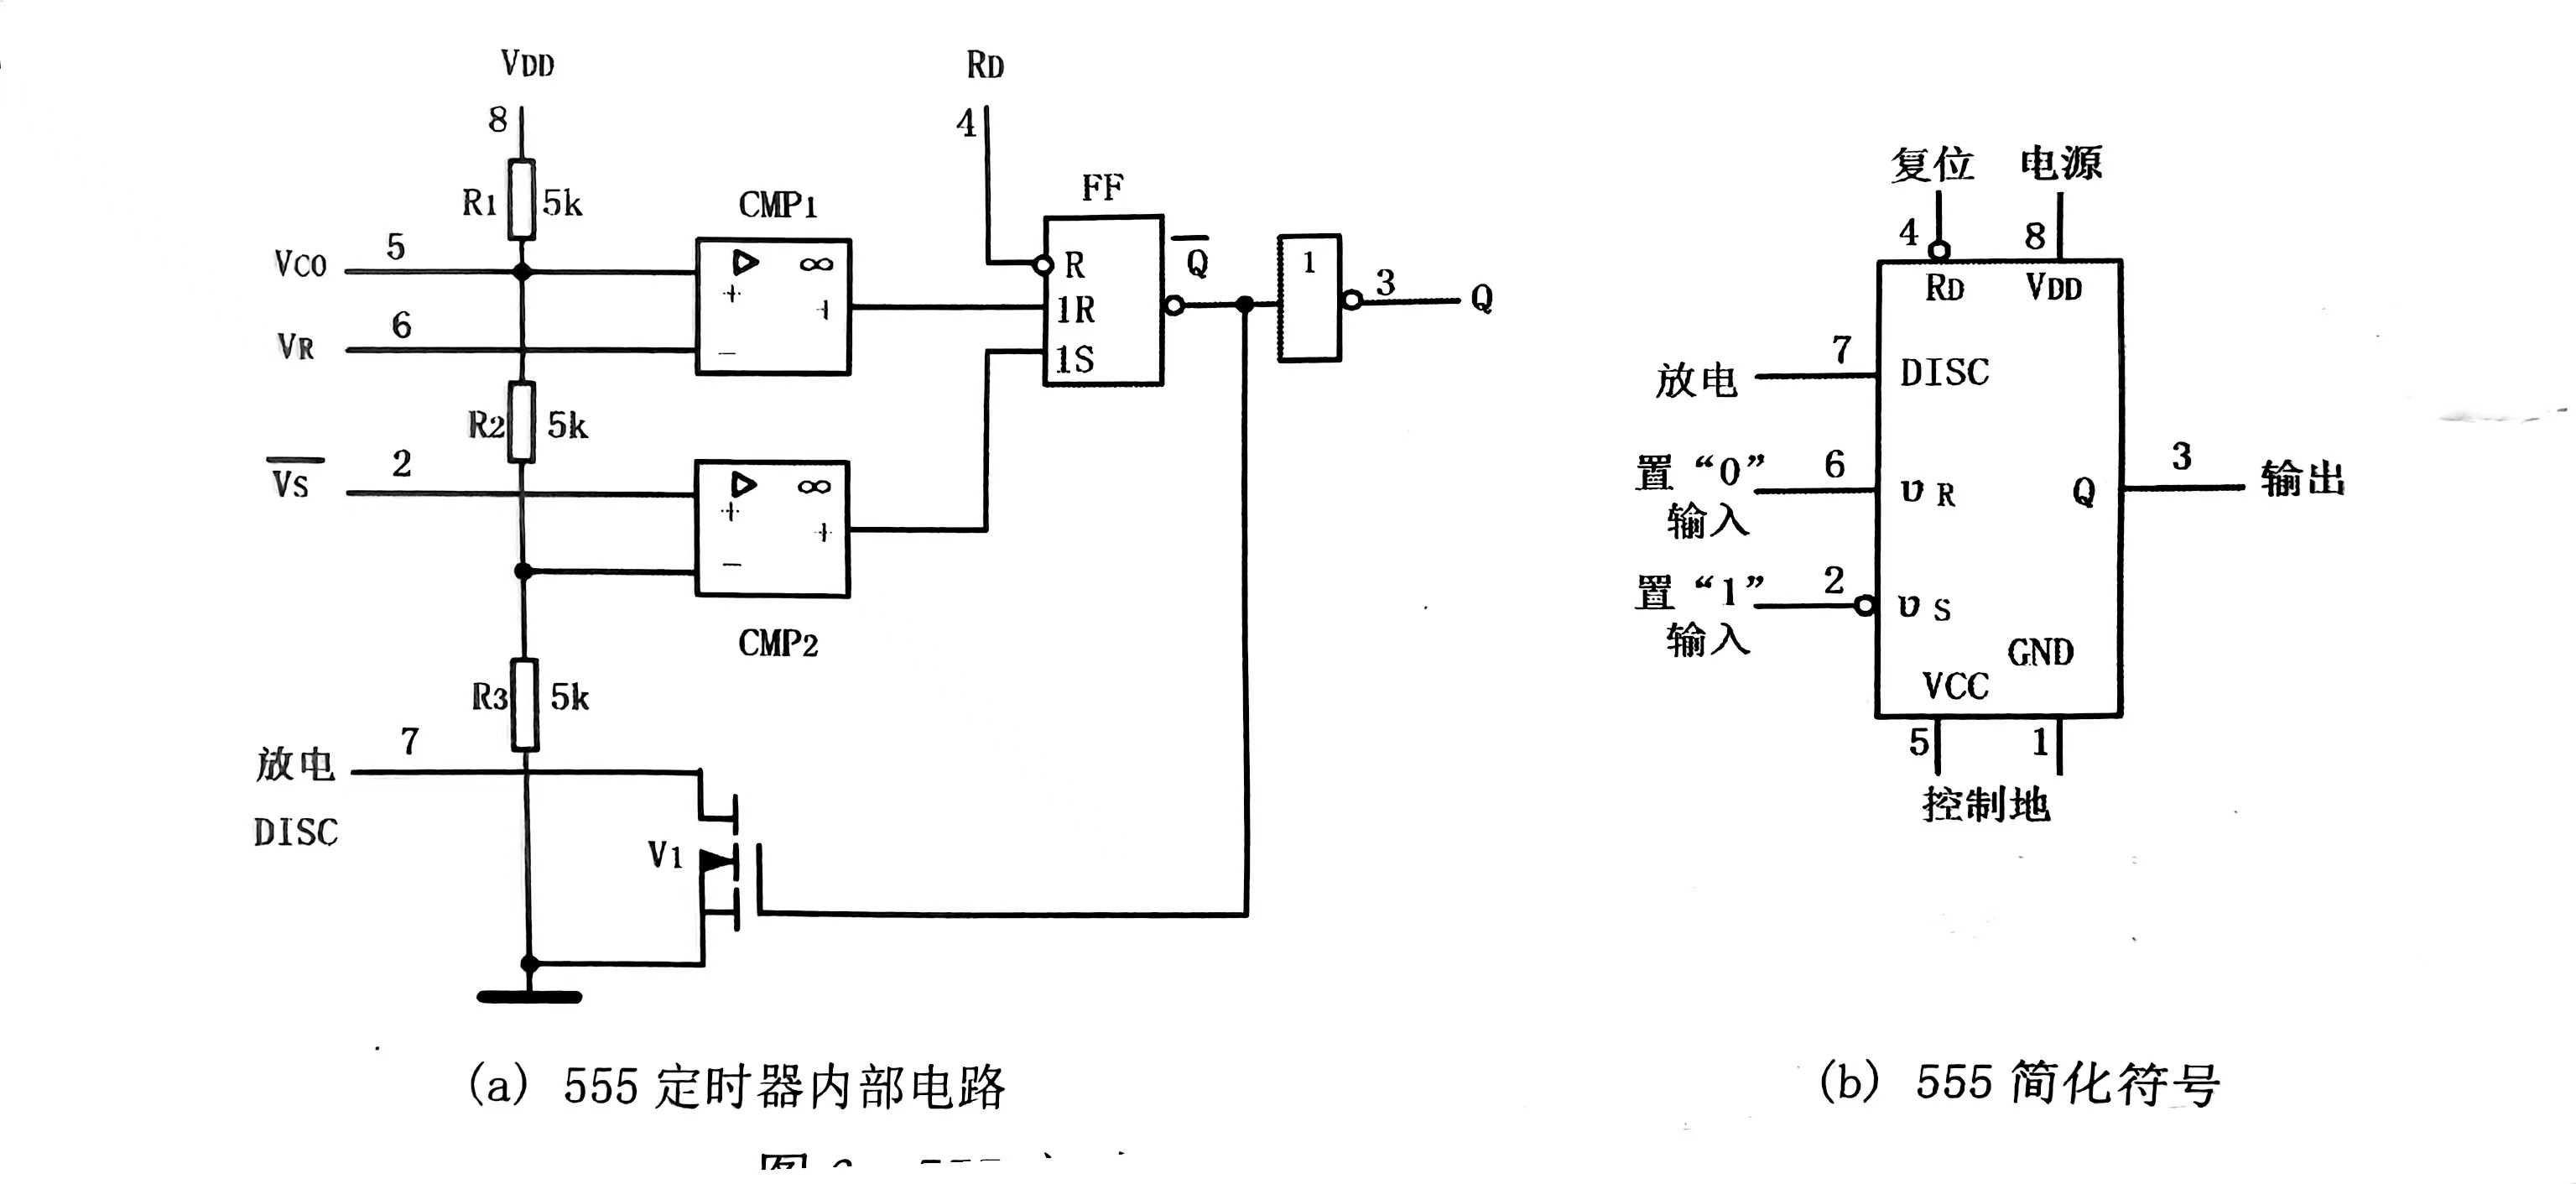 VDD
8
R1 5k
VCO 5
VR 6
R2 5k
VS 2
R3 5k
放电 7
DISC
V1
CMP1
▷ ∞
+
+
−
CMP2
▷ ∞
+
+
−
RD
4
FF
R
1R
1S
Q
1
3 Q
(a) 555 定时器内部电路
复位 电源
4 8
RD VDD
放电 7 DISC
置“0” 6 υR
输入
Q 3 输出
置“1” 2 υS
输入
GND
VCC
5 1
控制地
(b) 555 简化符号